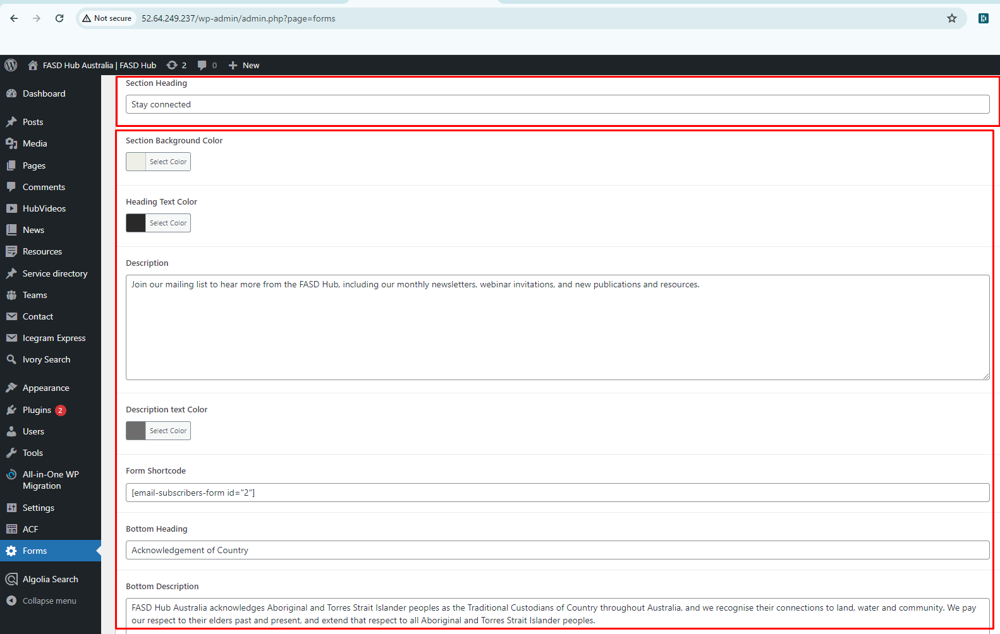 Not secure 52.64.249.237/wp-admin/admin.php?page=forms
FASD Hub Australia | FASD Hub 2 0 New
Dashboard
Posts
Media
Pages
Comments
HubVideos
News
Resources
Service directory
Teams
Contact
Icegram Express
Ivory Search
Appearance
Plugins 2
Users
Tools
All-in-One WP
Migration
Settings
ACF
Forms
Algolia Search
Collapse menu
Section Heading
Stay connected
Section Background Color
Select Color
Heading Text Color
Select Color
Description
Join our mailing list to hear more from the FASD Hub, including our monthly newsletters, webinar invitations, and new publications and resources.
Description text Color
Select Color
Form Shortcode
[email-subscribers-form id="2"]
Bottom Heading
Acknowledgement of Country
Bottom Description
FASD Hub Australia acknowledges Aboriginal and Torres Strait Islander peoples as the Traditional Custodians of Country throughout Australia, and we recognise their connections to land, water and community. We pay
our respect to their elders past and present, and extend that respect to all Aboriginal and Torres Strait Islander peoples.